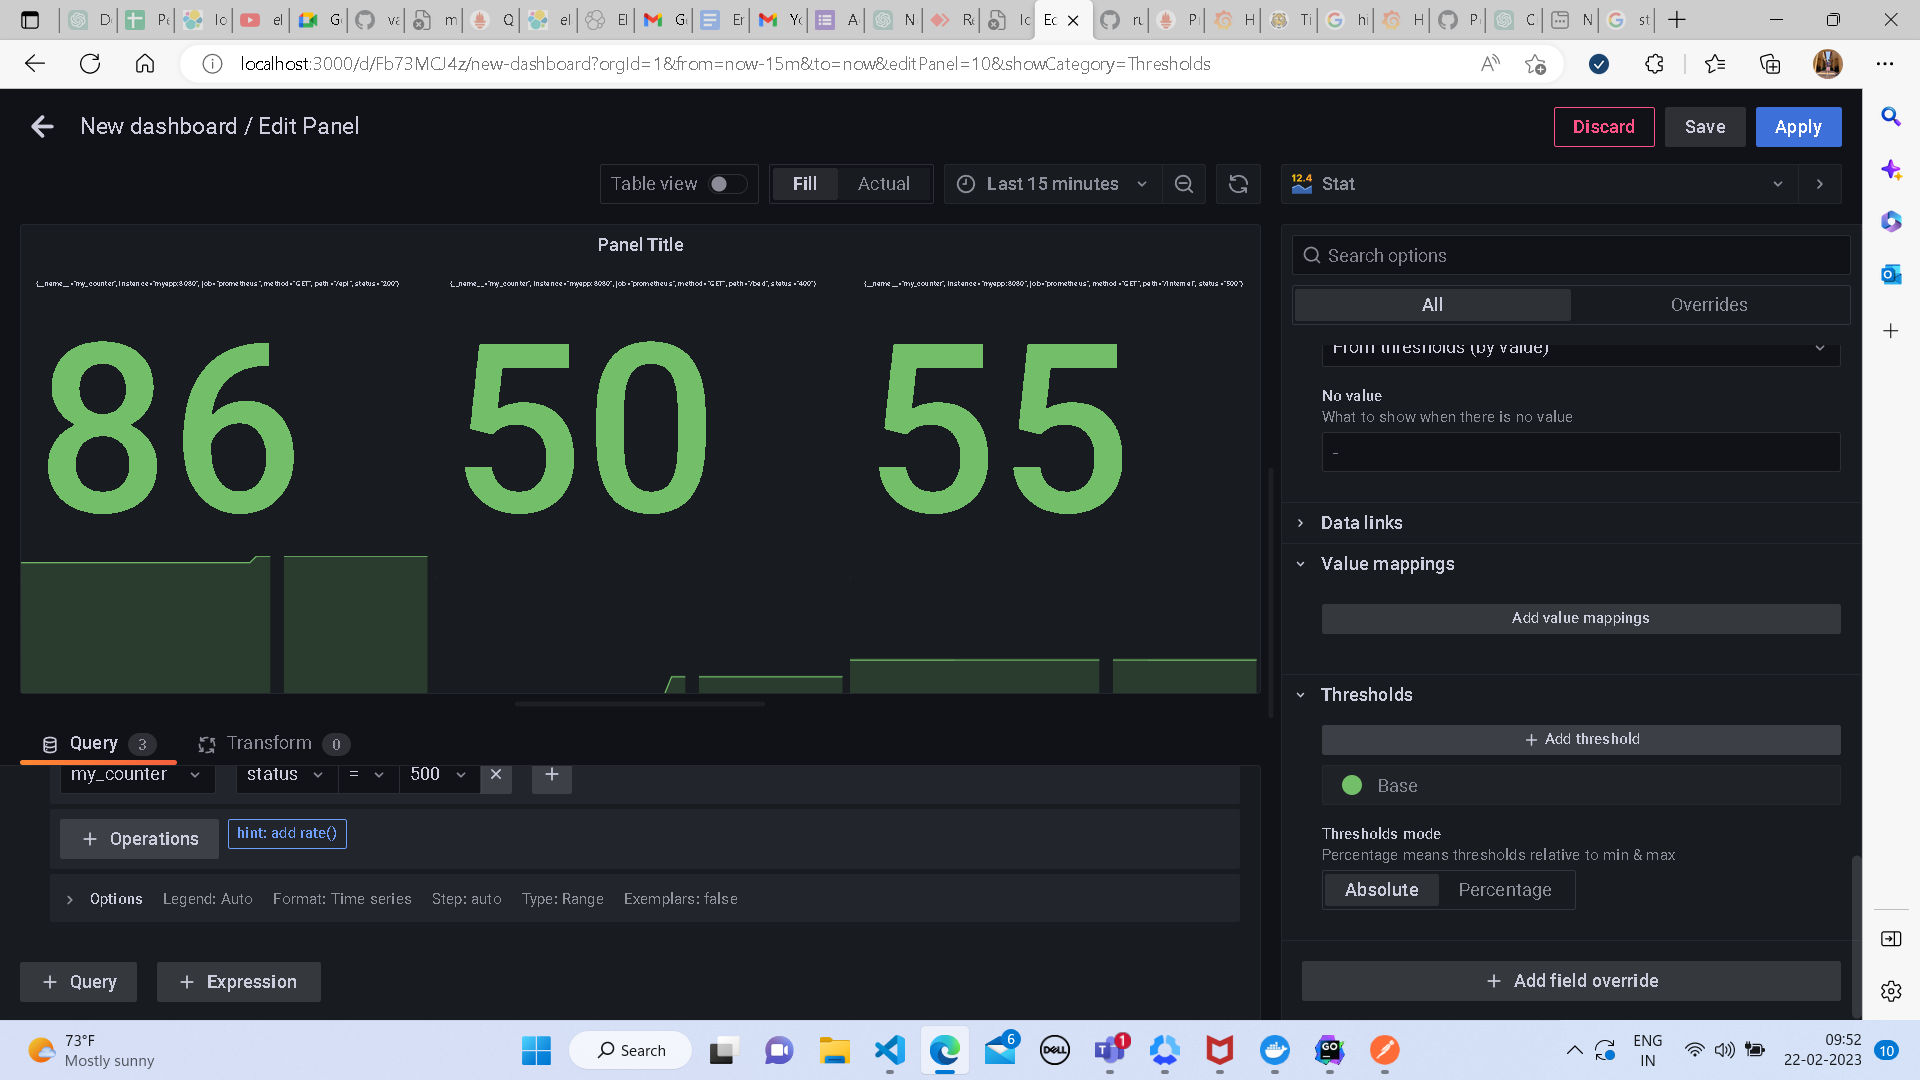 localhost:3000/d/Fb73MCJ4z/new-dashboard?orgId=1&from=now-15m&to=now&editPanel=10&showCategory=Thresholds
New dashboard / Edit Panel
Discard
Save
Apply
Table view
Fill
Actual
Last 15 minutes
12.4
Stat
Panel Title
Search options
{__name__="my_counter", instance="myapp:8080", job="prometheus", method="GET", path="/api", status="200"}
{__name__="my_counter", instance="myapp:8080", job="prometheus", method="GET", path="/bad", status="400"}
{__name__="my_counter", instance="myapp:8080", job="prometheus", method="GET", path="/internal", status="500"}
All
Overrides
86
50
55
From thresholds (by value)
No value
What to show when there is no value
-
Data links
Value mappings
Add value mappings
Thresholds
+ Add threshold
Base
Thresholds mode
Percentage means thresholds relative to min & max
Absolute
Percentage
+ Add field override
Query 3
Transform 0
my_counter
status
=
500
+ Operations
hint: add rate()
Options
Legend: Auto
Format: Time series
Step: auto
Type: Range
Exemplars: false
+ Query
+ Expression
73°F
Mostly sunny
Search
DELL
6
1
GO
ENG
IN
09:52
22-02-2023
10